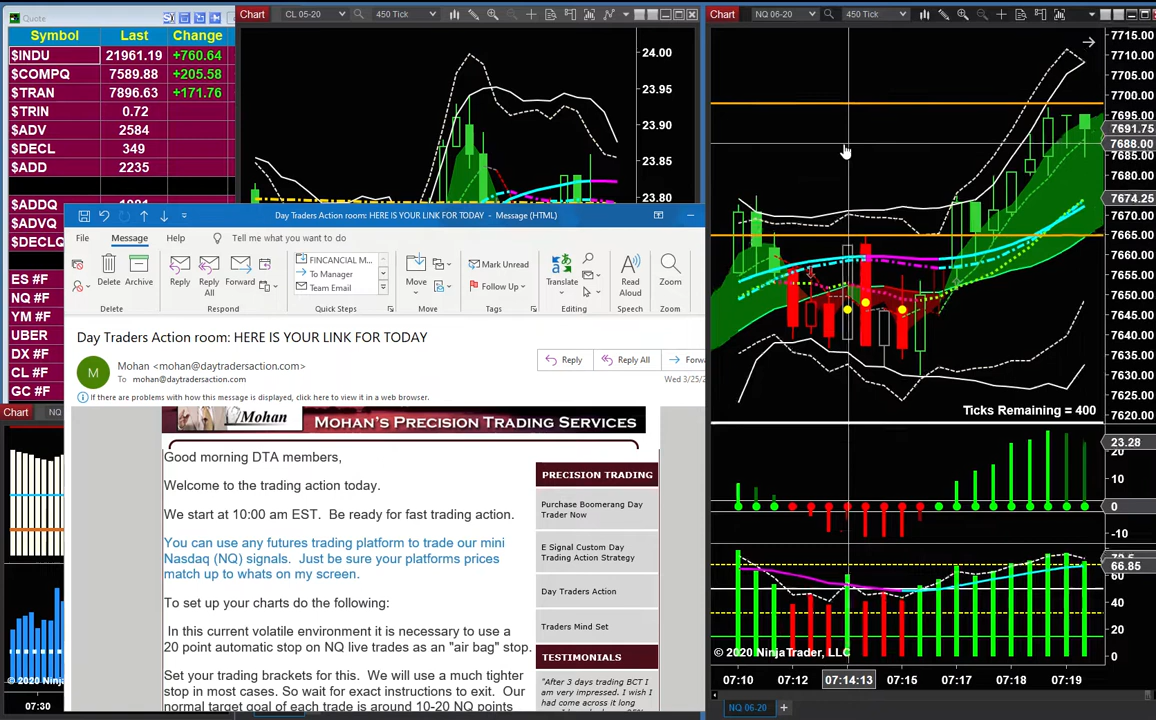 Quote
Symbol Last Change
$INDU 21961.19 +760.64
$COMPQ 7589.88 +205.58
$TRAN 7896.63 +171.76
$TRIN 0.72
$ADV 2584
$DECL 349
$ADD 2235
$ADDQ
$ADVQ
$DECLQ
ES #F
NQ #F
YM #F
UBER
DX #F
CL #F
GC #F
Chart CL 05-20 450 Tick
24.00
23.95
23.90
23.85
23.80
Chart NQ 06-20 450 Tick
7715.00
7710.00
7705.00
7700.00
7695.00
7691.75
7688.00
7685.00
7680.00
7674.25
7670.00
7665.00
7660.00
7655.00
7650.00
7645.00
7640.00
7635.00
7630.00
7625.00
7620.00
Ticks Remaining = 400
23.28
20
10
0
-10
66.85
40
20
0
© 2020 NinjaTrader, LLC
07:10 07:12 07:14:13 07:15 07:16 07:18 07:19
NQ 06-20 +
Chart NQ
07:30
Day Traders Action room: HERE IS YOUR LINK FOR TODAY - Message (HTML)
File Message Help Tell me what you want to do
Delete Archive
Reply Reply All Forward
FINCANCIAL M...
To Manager
Team Email
Move
Mark Unread
Follow Up
Translate
Read Aloud
Zoom
Delete Respond Quick Steps Move Tags Editing Speech Zoom
Day Traders Action room: HERE IS YOUR LINK FOR TODAY
M
Mohan <mohan@daytradersaction.com>
To mohan@daytradersaction.com
Reply Reply All Forw
Wed 3/25/2
If there are problems with how this message is displayed, click here to view it in a web browser.
Mohan MOHAN'S PRECISION TRADING SERVICES
Good morning DTA members,
Welcome to the trading action today.
We start at 10:00 am EST. Be ready for fast trading action.
You can use any futures trading platform to trade our mini
Nasdaq (NQ) signals. Just be sure your platforms prices
match up to whats on my screen.
To set up your charts do the following:
In this current volatile environment it is necessary to use a
20 point automatic stop on NQ live trades as an "air bag" stop.
Set your trading brackets for this. We will use a much tighter
stop in most cases. So wait for exact instructions to exit. Our
normal target goal of each trade is around 10-20 NQ points
PRECISION TRADING
Purchase Boomerang Day
Trader Now
E Signal Custom Day
Trading Action Strategy
Day Traders Action
Traders Mind Set
TESTIMONIALS
"After 3 days trading BCT I
am very impressed. I wish I